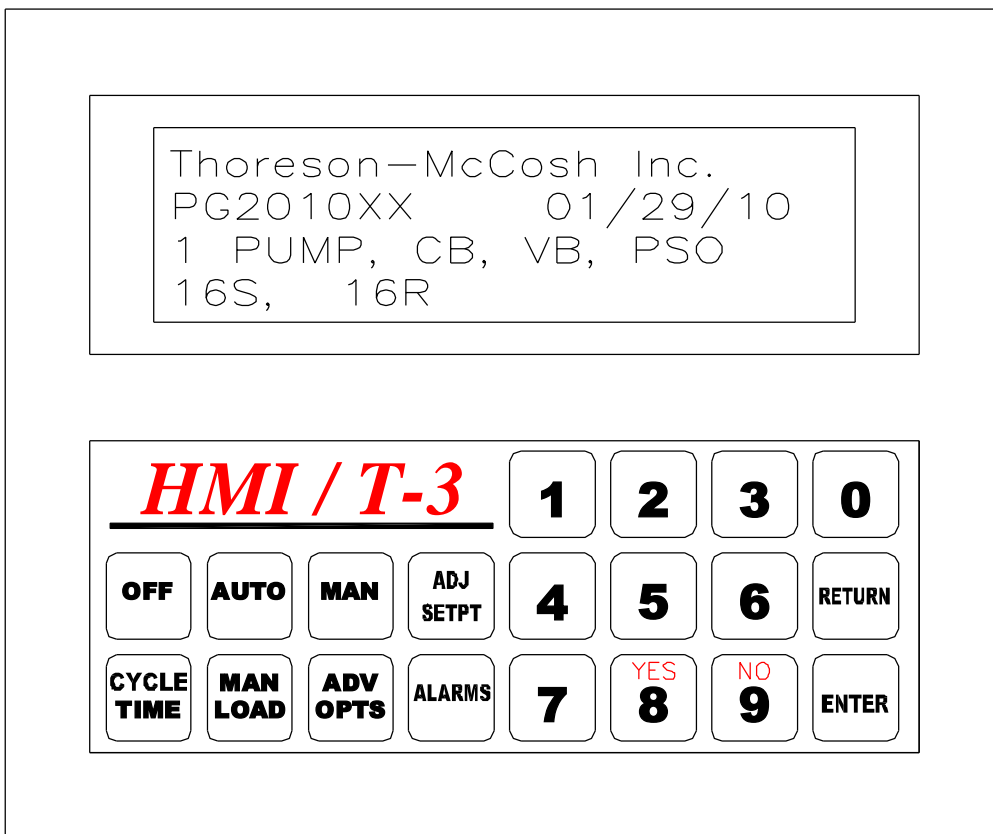 Thoreson-McCosh Inc.
PG2010XX 01/29/10
1 PUMP, CB, VB, PSO
16S, 16R
HMI / T-3
1 2 3 0
OFF AUTO MAN ADJ SETPT 4 5 6 RETURN
CYCLE TIME MAN LOAD ADV OPTS ALARMS 7 YES 8 NO 9 ENTER